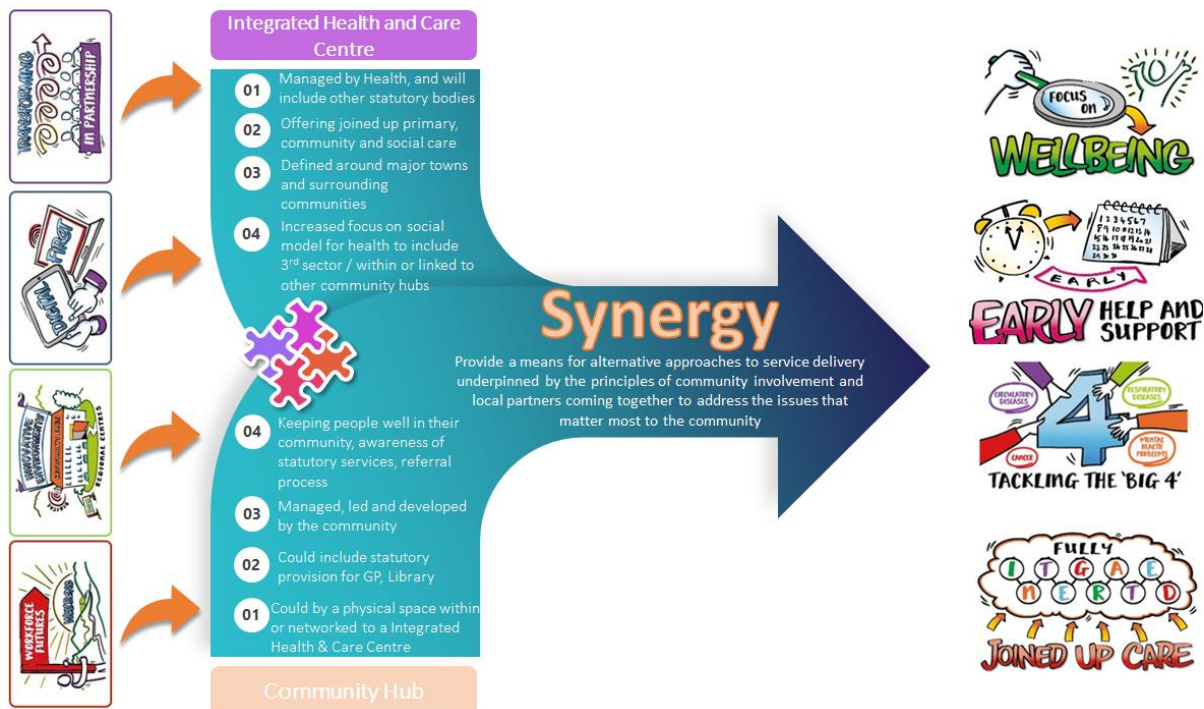 TRANSFORMING
IN PARTNERSHIP
DIGITAL
FIRST
INNOVATIVE
ENVIRONMENTS
REGIONAL CENTRES
WORKFORCE
FUTURES
Integrated Health and Care
Centre
01
Managed by Health, and will
include other statutory bodies
02
Offering joined up primary,
community and social care
03
Defined around major towns
and surrounding
communities
04
Increased focus on social
model for health to include
3rd sector / within or linked to
other community hubs
Synergy
Provide a means for alternative approaches to service delivery
underpinned by the principles of community involvement and
local partners coming together to address the issues that
matter most to the community
04
Keeping people well in their
community, awareness of
statutory services, referral
process
03
Managed, led and developed
by the community
02
Could include statutory
provision for GP, Library
01
Could by a physical space within
or networked to a Integrated
Health & Care Centre
Community Hub
FOCUS
ON
WELLBEING
EARLY
EARLY HELP AND
SUPPORT
CIRCULATORY
DISEASES
RESPIRATORY
DISEASES
4
CANCER
MENTAL
HEALTH
PROBLEMS
TACKLING THE 'BIG 4'
FULLY
I T G A E
N E R T D
JOINED UP CARE